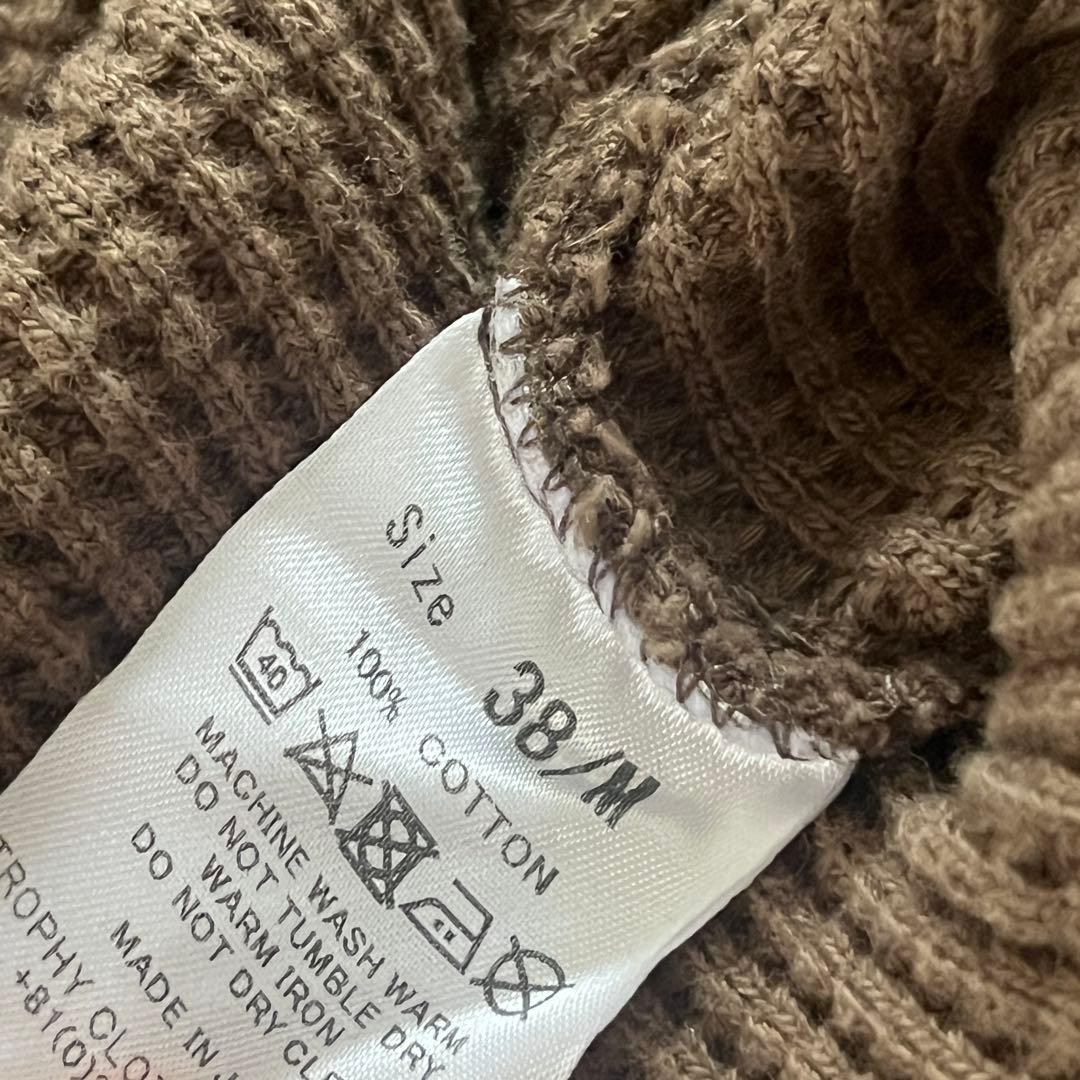 Size 38/M
100% COTTON
40
MACHINE WASH WARM
DO NOT TUMBLE DRY
WARM IRON
DO NOT DRY CLE
MADE IN
TROPHY CLO
+81(0)